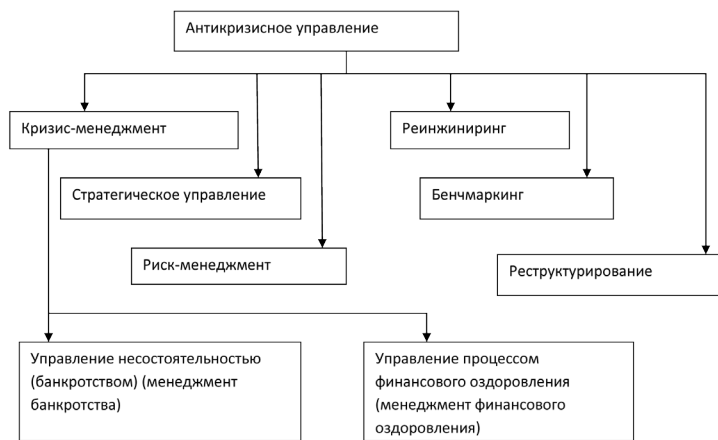 Антикризисное управление
Кризис-менеджмент
Реинжиниринг
Стратегическое управление
Бенчмаркинг
Риск-менеджмент
Реструктурирование
Управление несостоятельностью
(банкротством) (менеджмент
банкротства)
Управление процессом
финансового оздоровления
(менеджмент финансового
оздоровления)